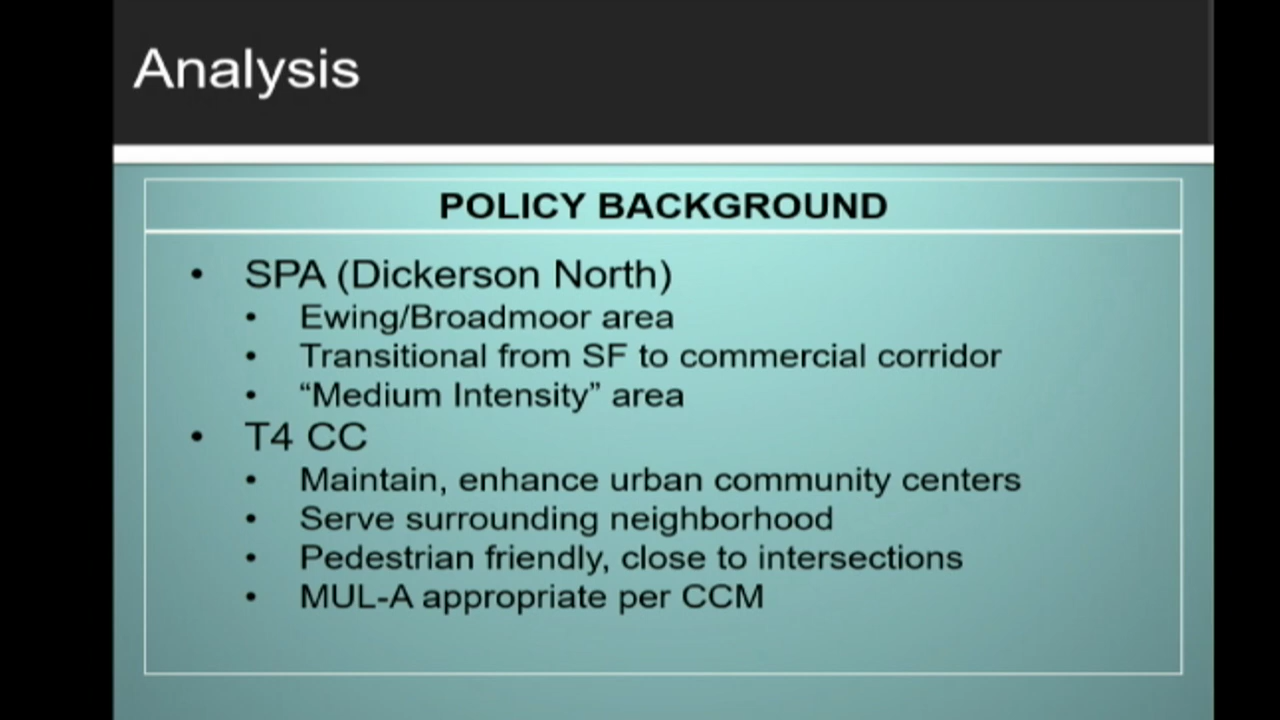 Analysis
POLICY BACKGROUND
• SPA (Dickerson North)
• Ewing/Broadmoor area
• Transitional from SF to commercial corridor
• “Medium Intensity” area
• T4 CC
• Maintain, enhance urban community centers
• Serve surrounding neighborhood
• Pedestrian friendly, close to intersections
• MUL-A appropriate per CCM